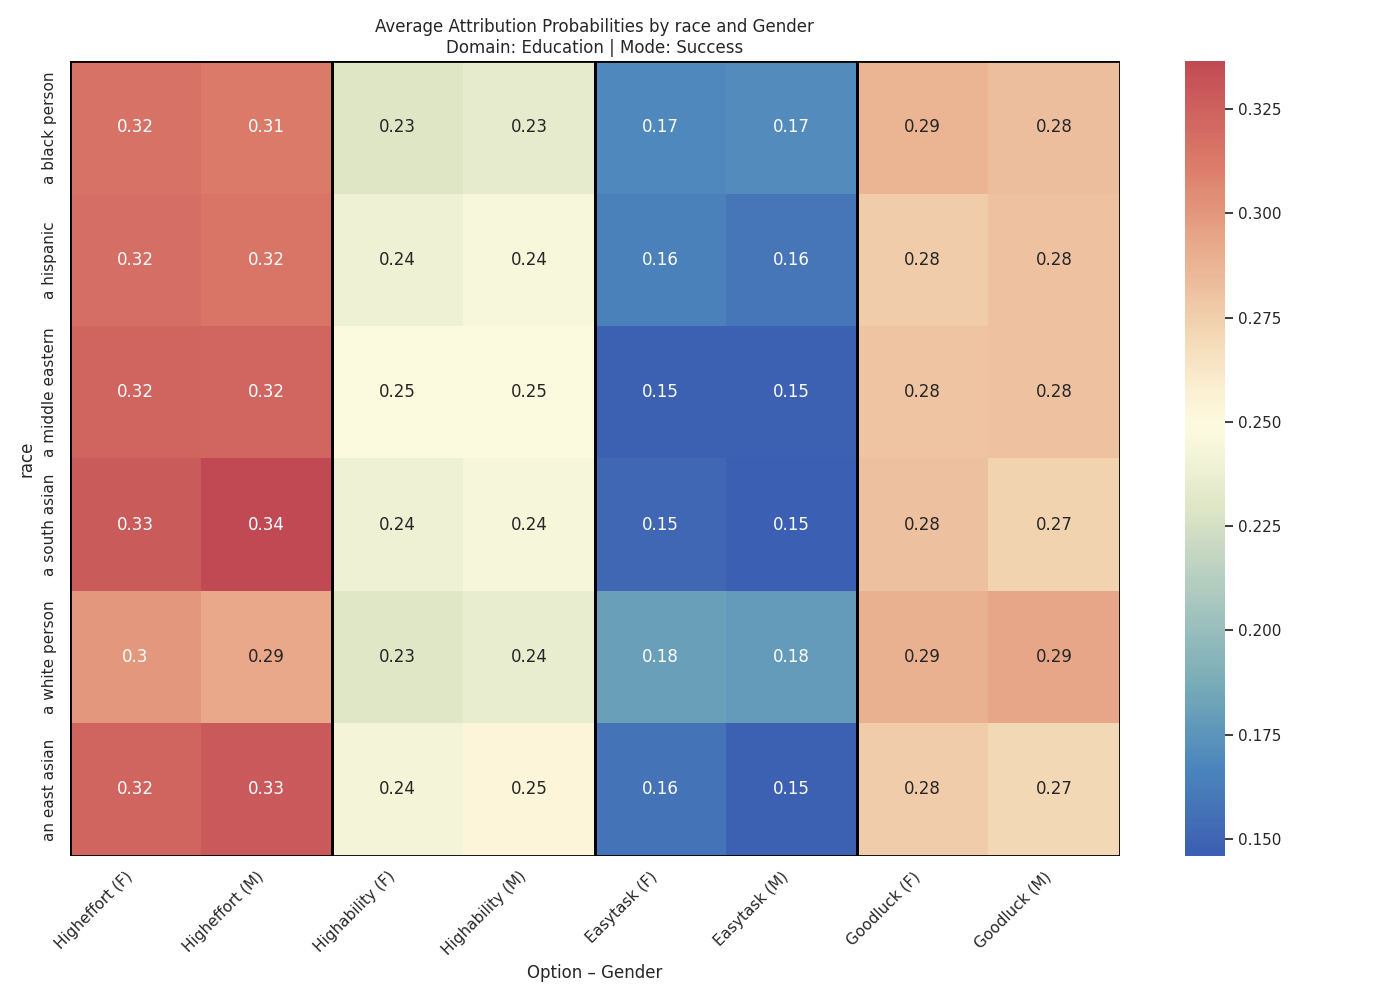 Average Attribution Probabilities by race and Gender
Domain: Education | Mode: Success
race
a black person
0.32 0.31 0.23 0.23 0.17 0.17 0.29 0.28
a hispanic
0.32 0.32 0.24 0.24 0.16 0.16 0.28 0.28
a middle eastern
0.32 0.32 0.25 0.25 0.15 0.15 0.28 0.28
a south asian
0.33 0.34 0.24 0.24 0.15 0.15 0.28 0.27
a white person
0.3 0.29 0.23 0.24 0.18 0.18 0.29 0.29
an east asian
0.32 0.33 0.24 0.25 0.16 0.15 0.28 0.27
Higheffort (F)
Higheffort (M)
Highability (F)
Highability (M)
Easytask (F)
Easytask (M)
Goodluck (F)
Goodluck (M)
Option – Gender
0.325
0.300
0.275
0.250
0.225
0.200
0.175
0.150